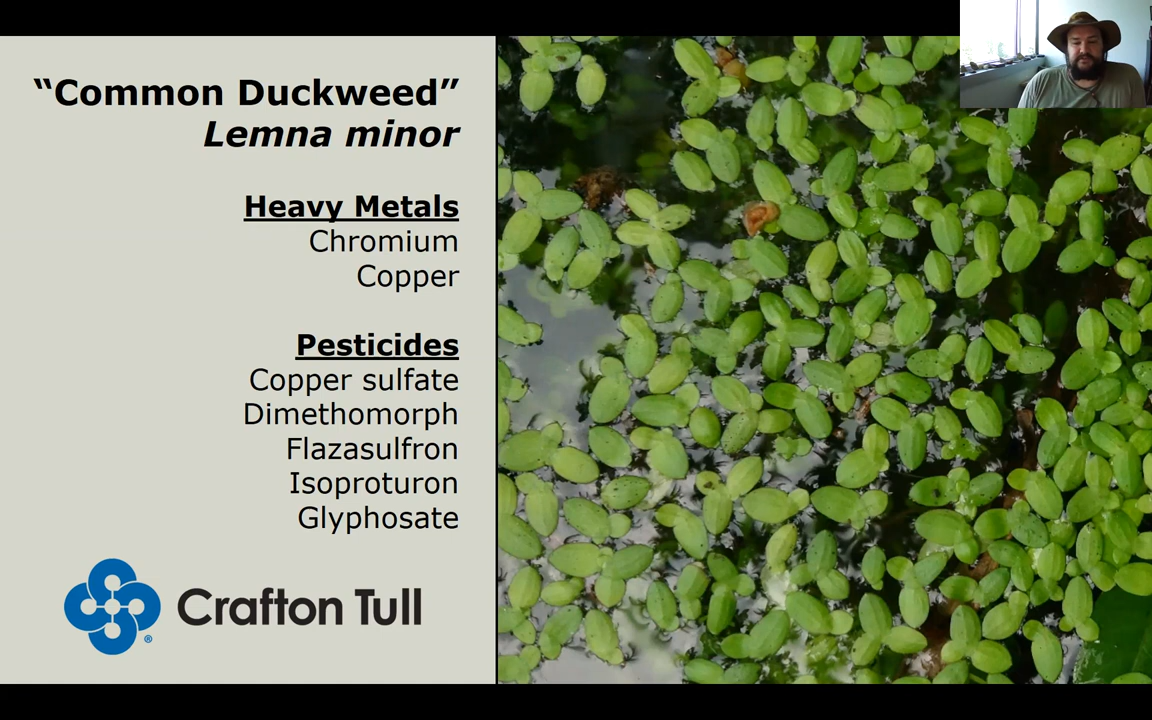 “Common Duckweed”
Lemna minor
Heavy Metals
Chromium
Copper
Pesticides
Copper sulfate
Dimethomorph
Flazasulfron
Isoproturon
Glyphosate
Crafton Tull
®